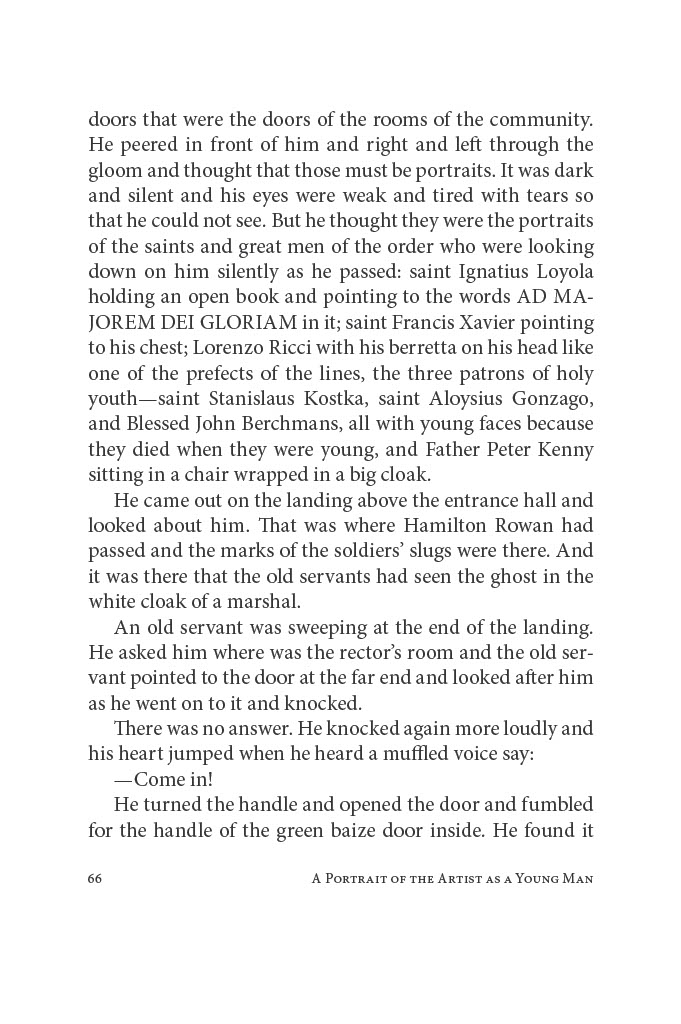 doors that were the doors of the rooms of the community.
He peered in front of him and right and left through the
gloom and thought that those must be portraits. It was dark
and silent and his eyes were weak and tired with tears so
that he could not see. But he thought they were the portraits
of the saints and great men of the order who were looking
down on him silently as he passed: saint Ignatius Loyola
holding an open book and pointing to the words AD MA-
JOREM DEI GLORIAM in it; saint Francis Xavier pointing
to his chest; Lorenzo Ricci with his berretta on his head like
one of the prefects of the lines, the three patrons of holy
youth—saint Stanislaus Kostka, saint Aloysius Gonzago,
and Blessed John Berchmans, all with young faces because
they died when they were young, and Father Peter Kenny
sitting in a chair wrapped in a big cloak.
He came out on the landing above the entrance hall and
looked about him. That was where Hamilton Rowan had
passed and the marks of the soldiers’ slugs were there. And
it was there that the old servants had seen the ghost in the
white cloak of a marshal.
An old servant was sweeping at the end of the landing.
He asked him where was the rector’s room and the old ser-
vant pointed to the door at the far end and looked after him
as he went on to it and knocked.
There was no answer. He knocked again more loudly and
his heart jumped when he heard a muffled voice say:
—Come in!
He turned the handle and opened the door and fumbled
for the handle of the green baize door inside. He found it
66 A Portrait of the Artist as a Young Man